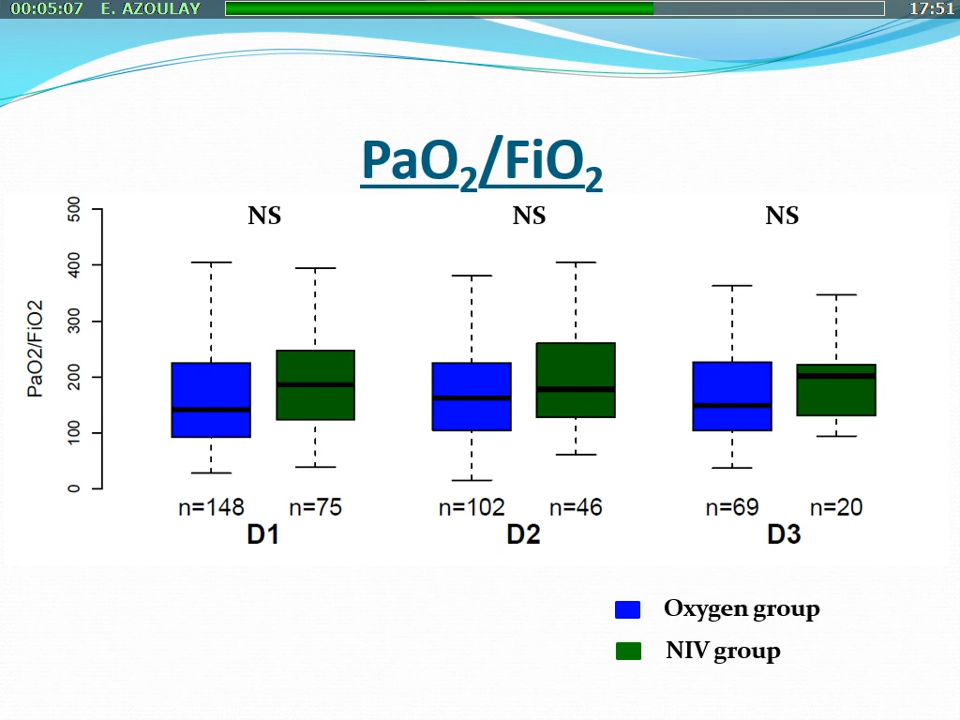 00:05:07 E. AZOULAY 17:51
PaO2/FiO2
NS NS NS
PaO2/FiO2
500
400
300
200
100
0
n=148 n=75 n=102 n=46 n=69 n=20
D1 D2 D3
Oxygen group
NIV group